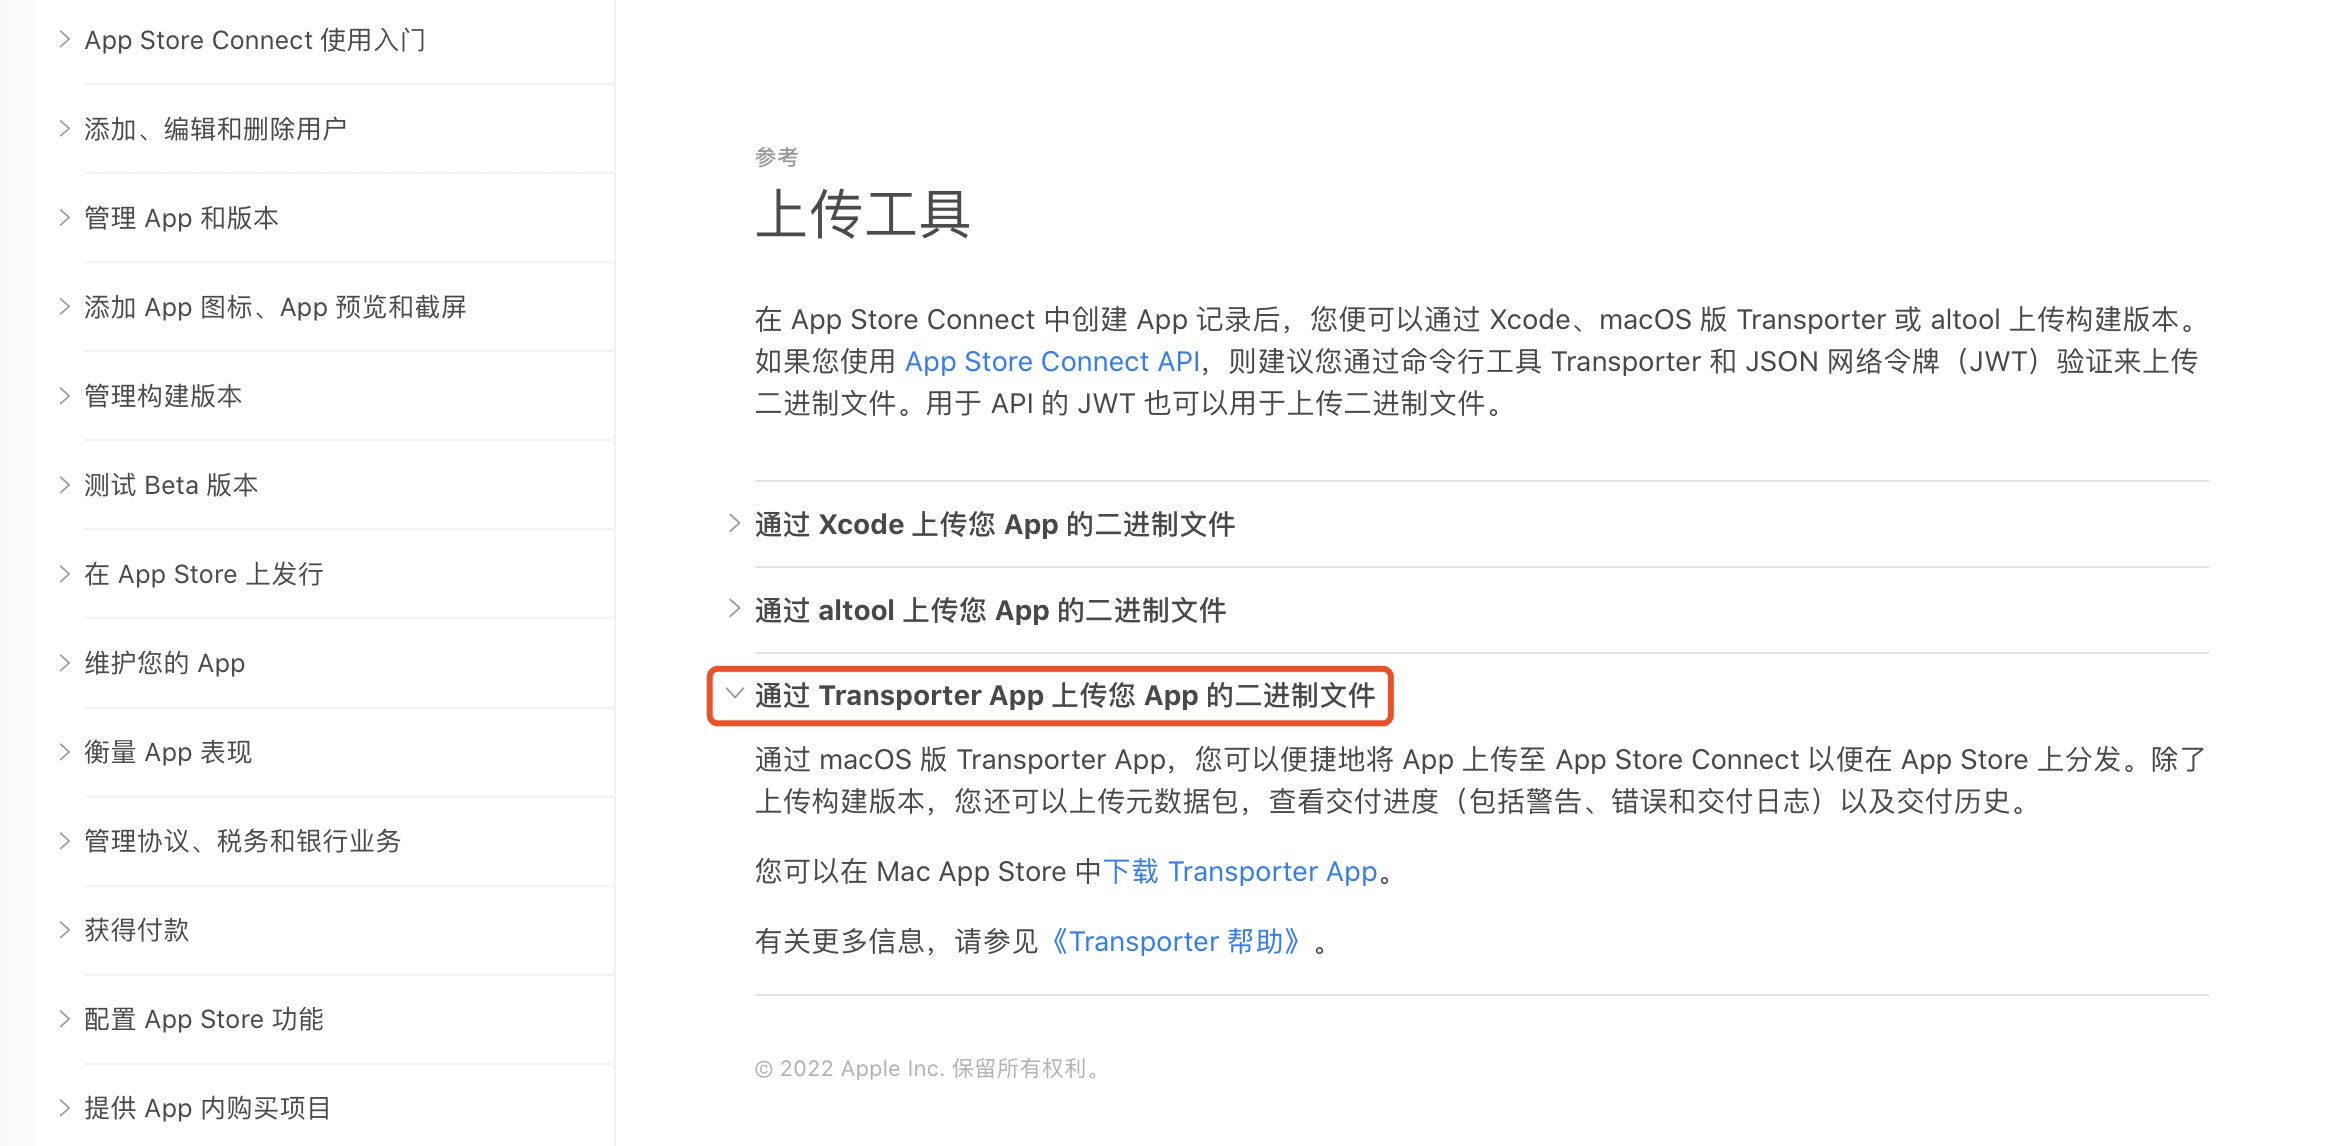 App Store Connect 使用入门
添加、编辑和删除用户
管理 App 和版本
添加 App 图标、App 预览和截屏
管理构建版本
测试 Beta 版本
在 App Store 上发行
维护您的 App
衡量 App 表现
管理协议、税务和银行业务
获得付款
配置 App Store 功能
提供 App 内购买项目
参考
上传工具
在 App Store Connect 中创建 App 记录后，您便可以通过 Xcode、macOS 版 Transporter 或 altool 上传构建版本。
如果您使用 App Store Connect API，则建议您通过命令行工具 Transporter 和 JSON 网络令牌（JWT）验证来上传
二进制文件。用于 API 的 JWT 也可以用于上传二进制文件。
通过 Xcode 上传您 App 的二进制文件
通过 altool 上传您 App 的二进制文件
通过 Transporter App 上传您 App 的二进制文件
通过 macOS 版 Transporter App，您可以便捷地将 App 上传至 App Store Connect 以便在 App Store 上分发。除了
上传构建版本，您还可以上传元数据包，查看交付进度（包括警告、错误和交付日志）以及交付历史。
您可以在 Mac App Store 中下载 Transporter App。
有关更多信息，请参见《Transporter 帮助》。
© 2022 Apple Inc. 保留所有权利。